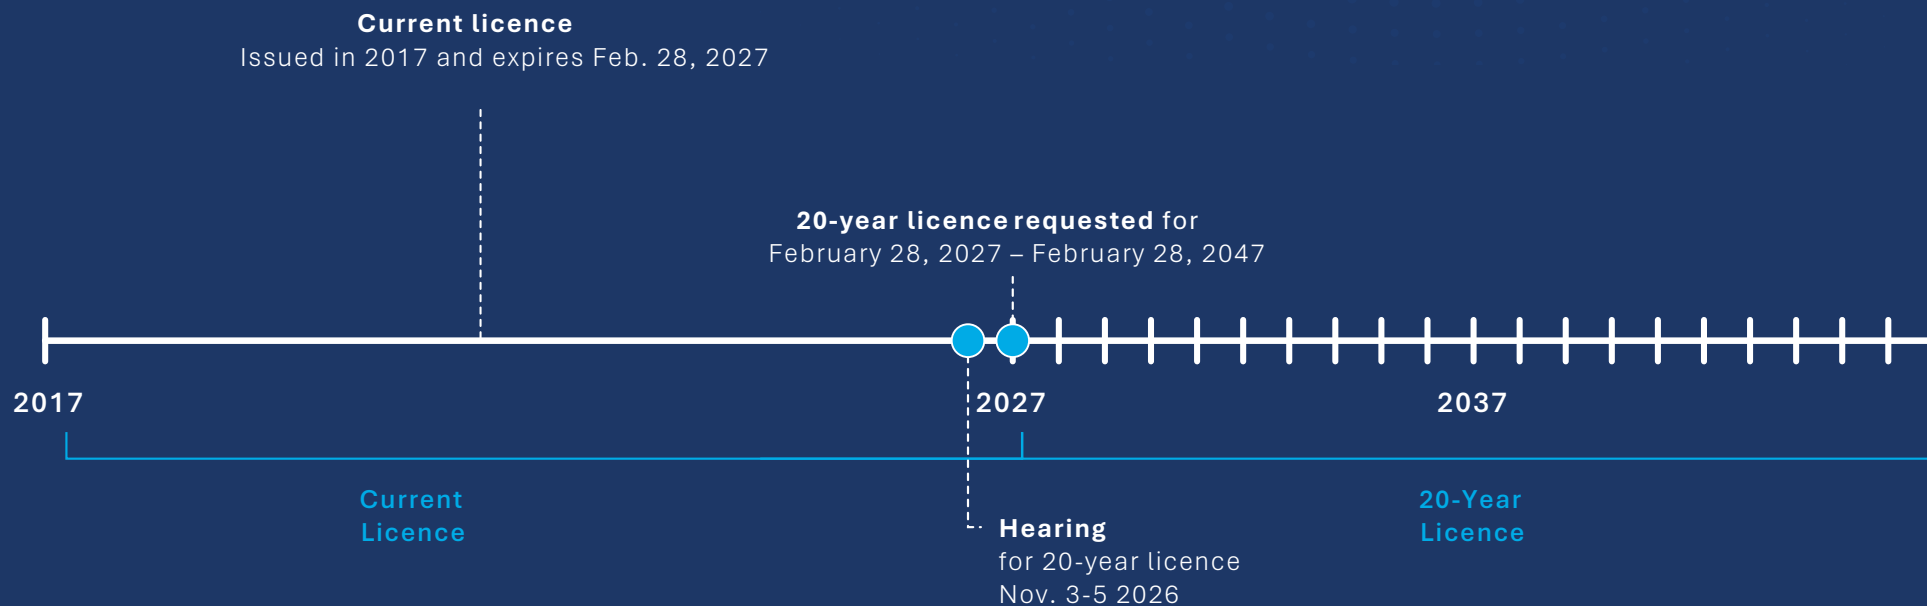 Current licence
Issued in 2017 and expires Feb. 28, 2027
20-year licence requested for
February 28, 2027 – February 28, 2047
2017
2027
2037
Current
Licence
20-Year
Licence
Hearing
for 20-year licence
Nov. 3-5 2026